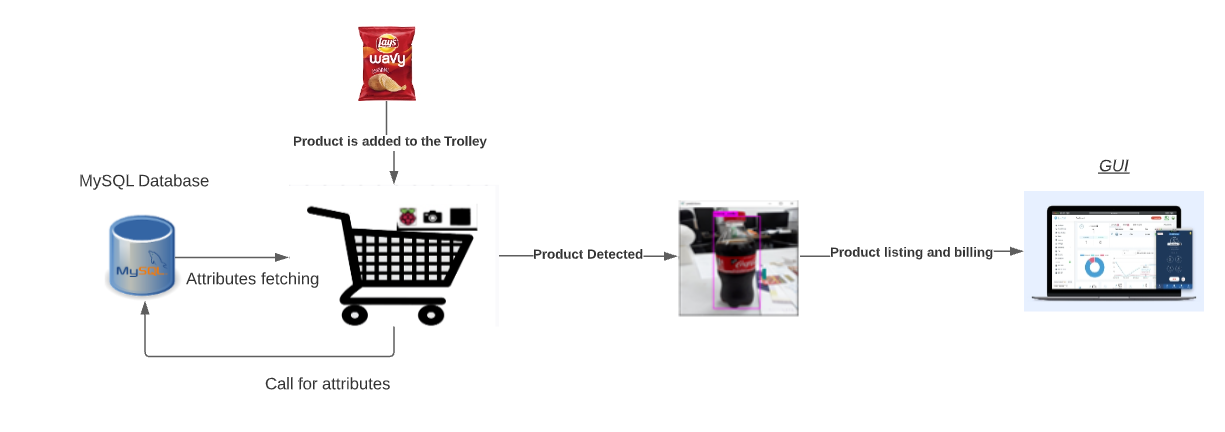 Lay's
wavy
Product is added to the Trolley
MySQL Database
GUI
MySQL
Attributes fetching
Product Detected
Product listing and billing
Call for attributes